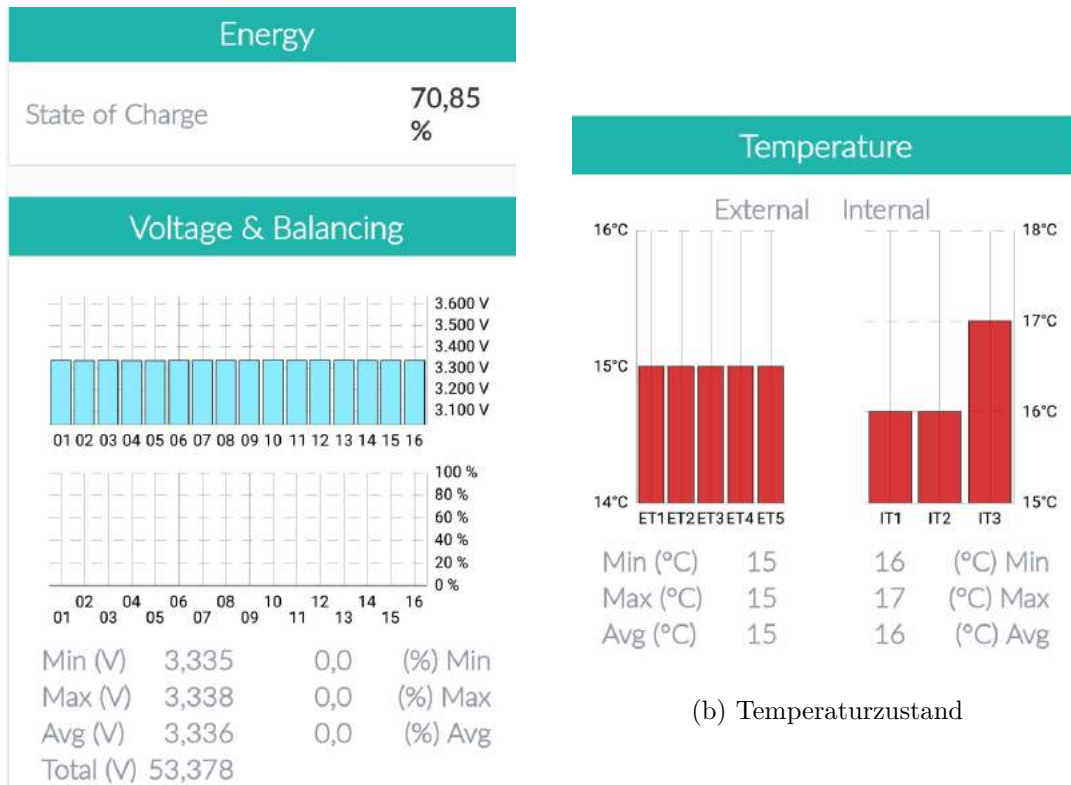 Energy
State of Charge
70,85
%
Voltage & Balancing
3.600 V
3.500 V
3.400 V
3.300 V
3.200 V
3.100 V
01 02 03 04 05 06 07 08 09 10 11 12 13 14 15 16
100 %
80 %
60 %
40 %
20 %
0 %
02 04 06 08 10 12 14 16
01 03 05 07 09 11 13 15
Min (V) 3,335 0,0 (%) Min
Max (V) 3,338 0,0 (%) Max
Avg (V) 3,336 0,0 (%) Avg
Total (V) 53,378
Temperature
External Internal
16°C 18°C
17°C
15°C
16°C
14°C 15°C
ET1 ET2 ET3 ET4 ET5 IT1 IT2 IT3
Min (°C) 15 16 (°C) Min
Max (°C) 15 17 (°C) Max
Avg (°C) 15 16 (°C) Avg
(b) Temperaturzustand